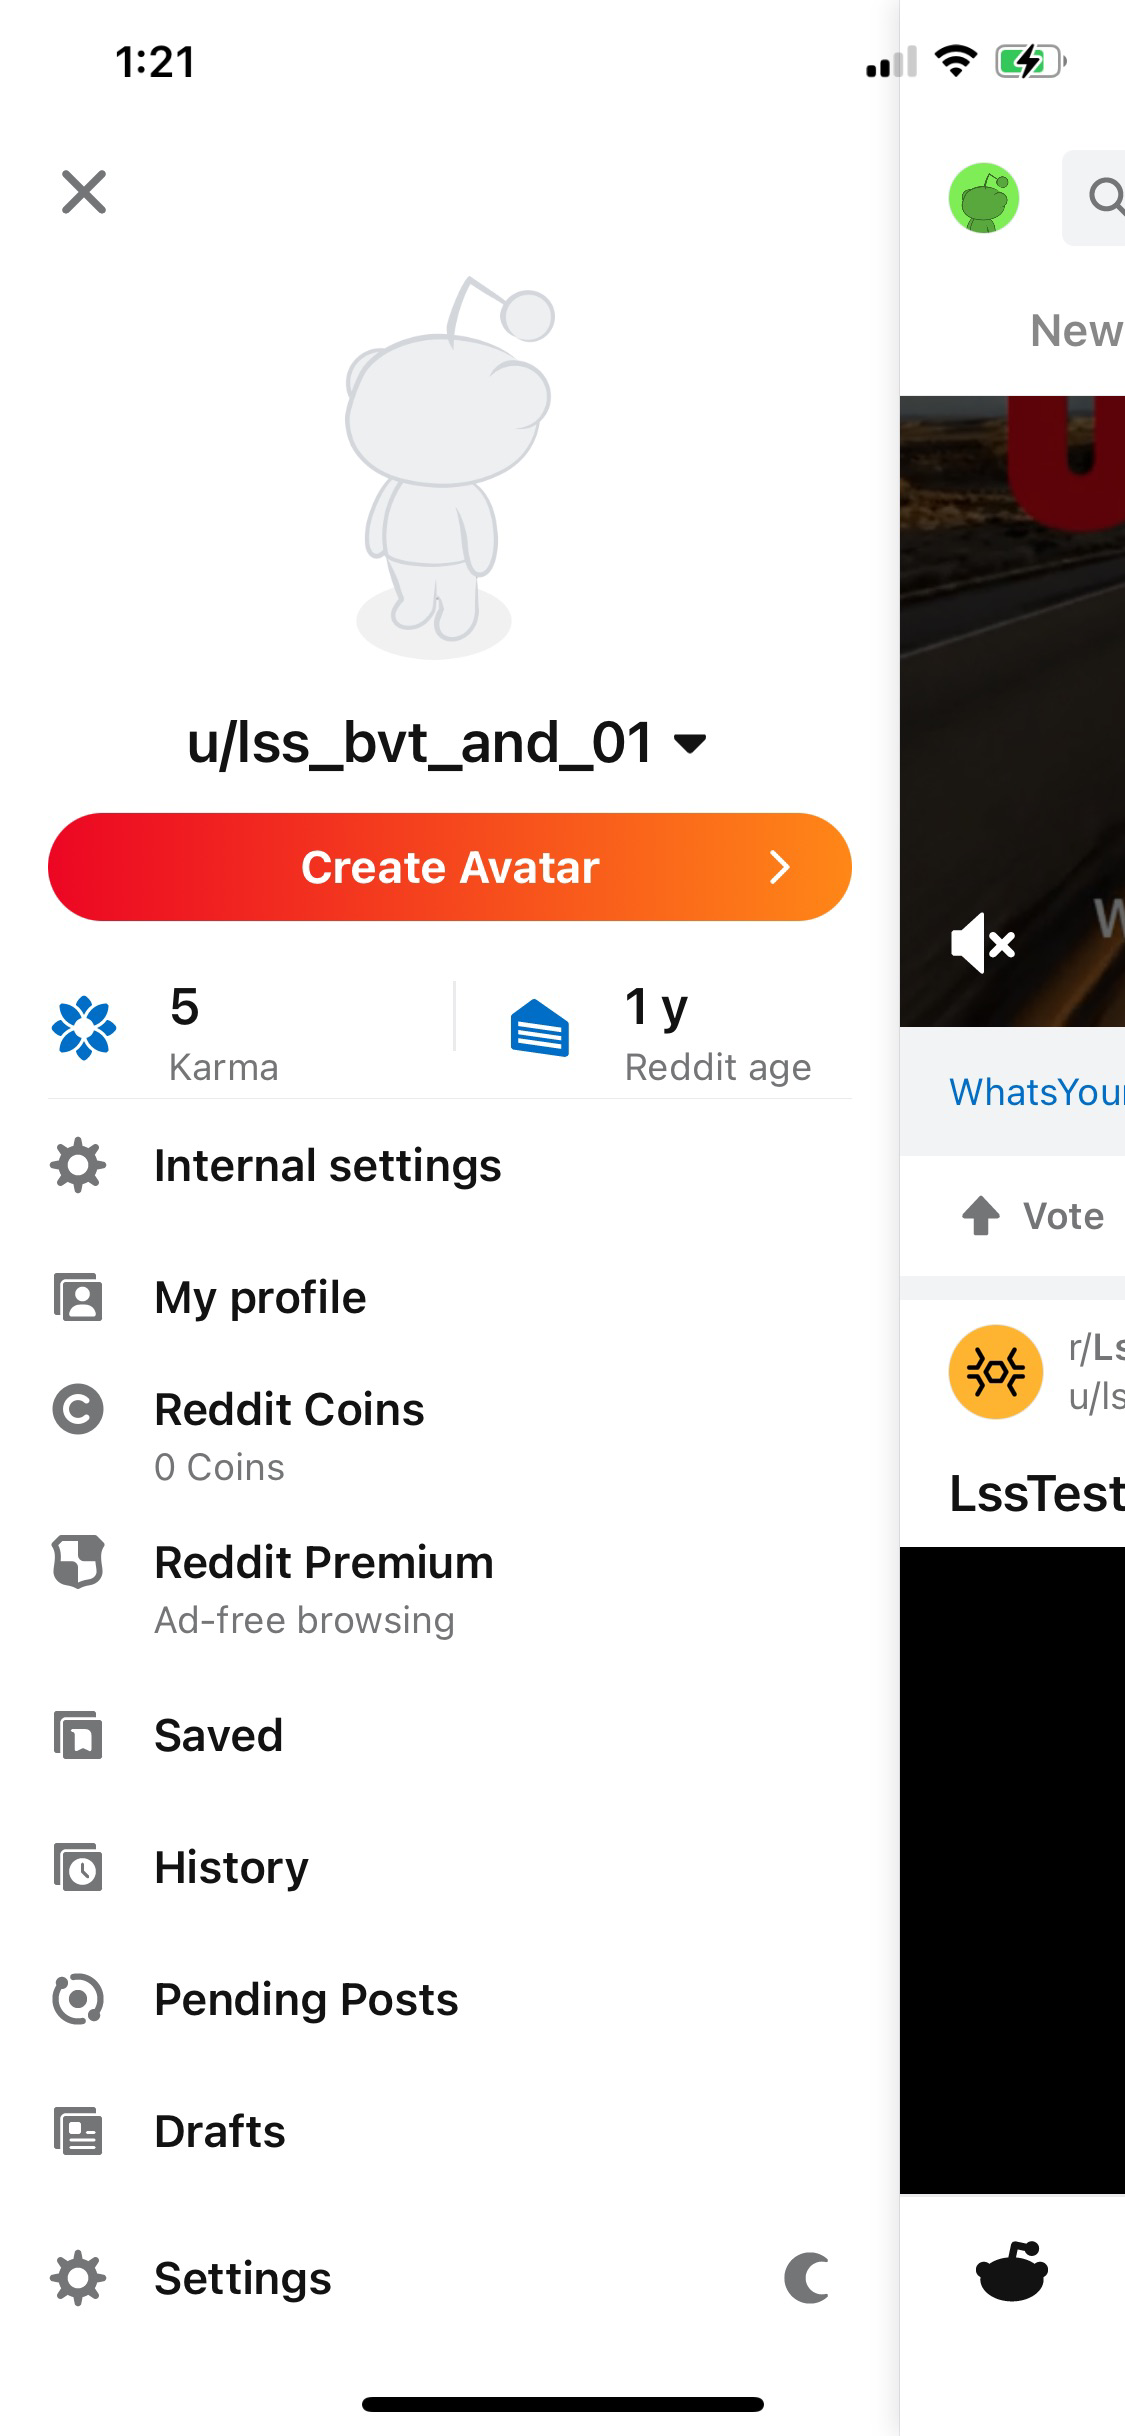 1:21
u/lss_bvt_and_01
Create Avatar
5
Karma
1 y
Reddit age
Internal settings
My profile
Reddit Coins
0 Coins
Reddit Premium
Ad-free browsing
Saved
History
Pending Posts
Drafts
Settings
New
WhatsYour
Vote
r/Ls
u/ls
LssTest